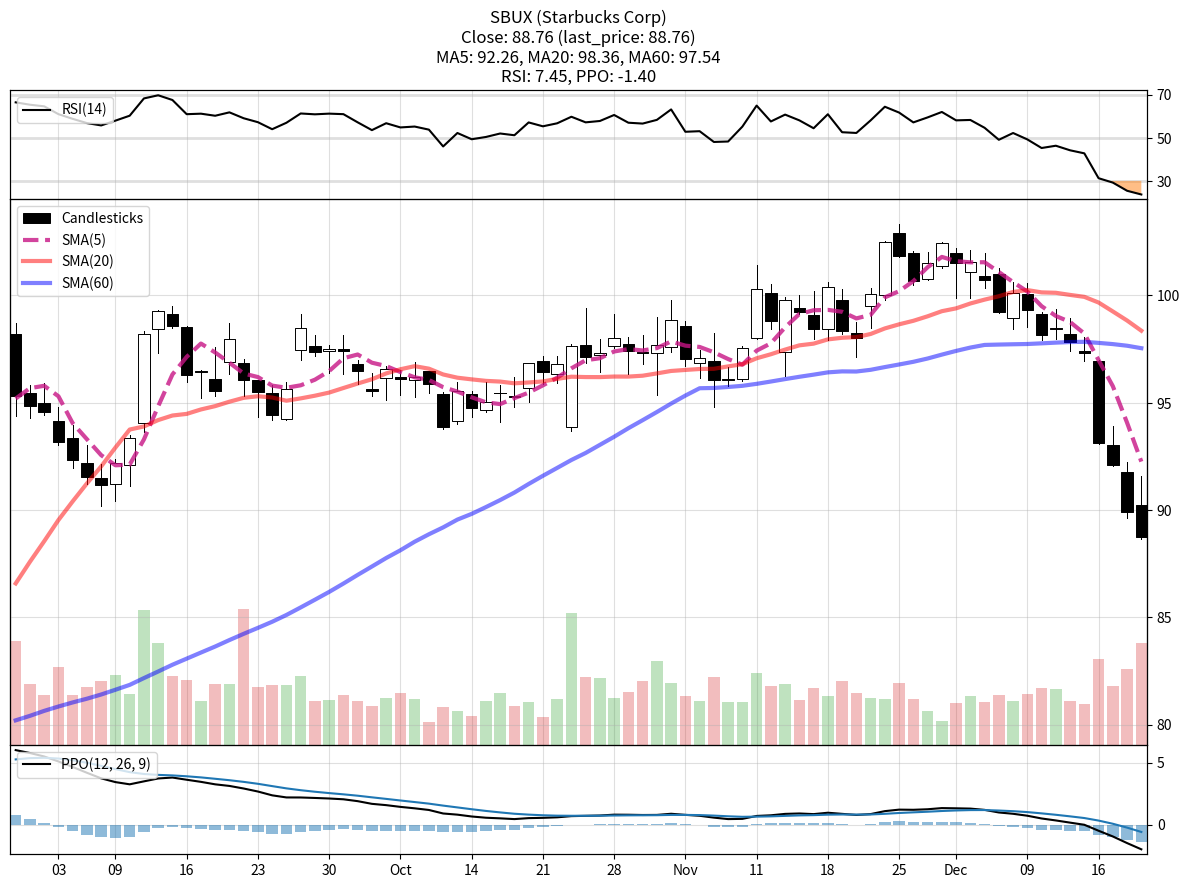 SBUX (Starbucks Corp)
Close: 88.76 (last_price: 88.76)
MA5: 92.26, MA20: 98.36, MA60: 97.54
RSI: 7.45, PPO: -1.40
RSI(14)
70
50
30
Candlesticks
SMA(5)
SMA(20)
SMA(60)
100
95
90
85
80
PPO(12, 26, 9)
5
0
03 09 16 23 30 Oct 14 21 28 Nov 11 18 25 Dec 09 16